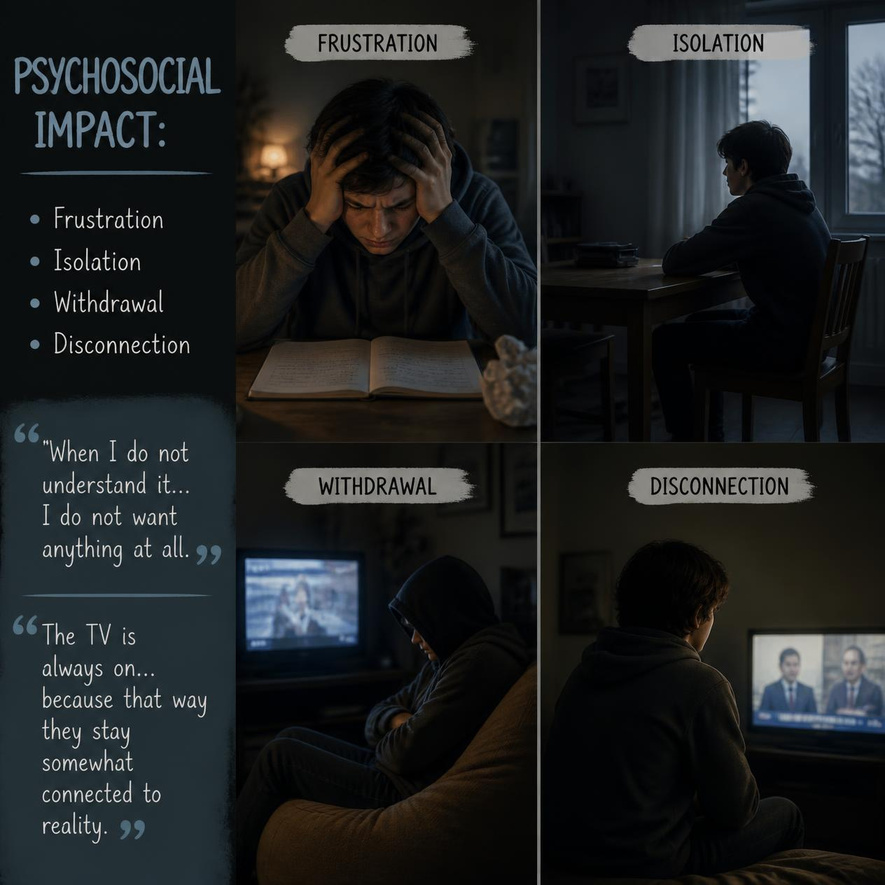 PSYCHOSOCIAL
IMPACT:
• Frustration
• Isolation
• Withdrawal
• Disconnection
“"When I do not
understand it...
I do not want
anything at all.”
“The TV is
always on...
because that way
they stay
somewhat
connected to
reality.”
FRUSTRATION
ISOLATION
WITHDRAWAL
DISCONNECTION